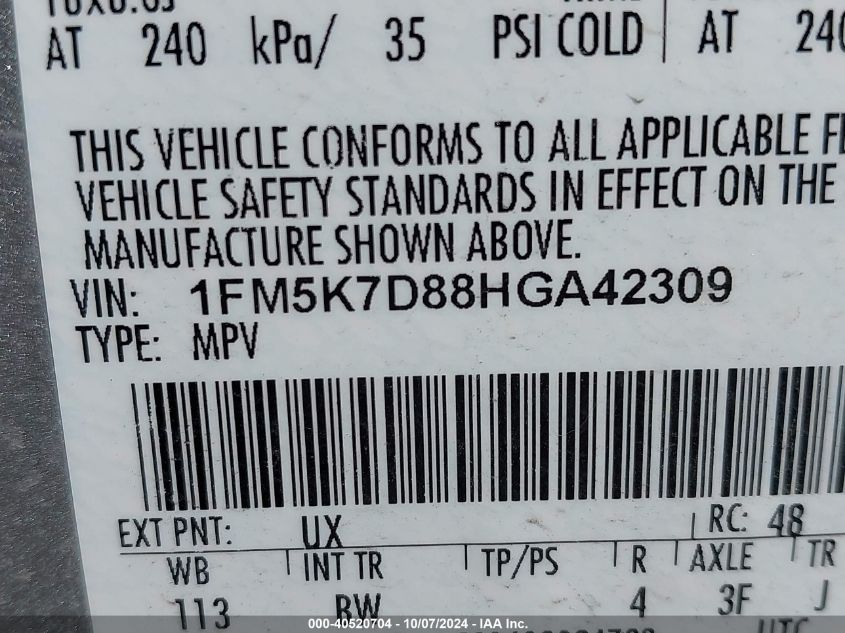 AT 240 kPa/ 35 PSI COLD AT 240
THIS VEHICLE CONFORMS TO ALL APPLICABLE
VEHICLE SAFETY STANDARDS IN EFFECT ON THE
MANUFACTURE SHOWN ABOVE.
VIN: 1FM5K7D88HGA42309
TYPE: MPV
EXT PNT: UX RC: 48
WB INT TR TP/PS R AXLE TR
113 BW 4 3F J
UTC
000-40520704 - 10/07/2024 - IAA Inc.